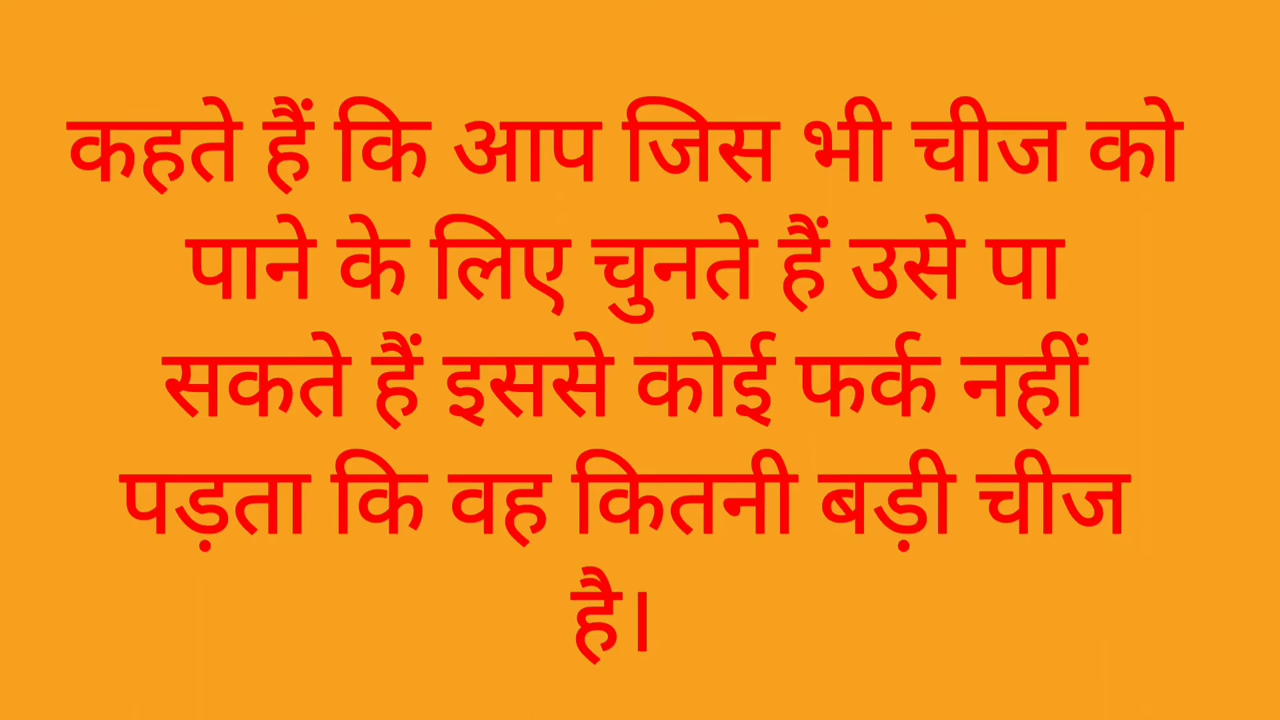 कहते हैं कि आप जिस भी चीज को
पाने के लिए चुनते हैं उसे पा
सकते हैं इससे कोई फर्क नहीं
पड़ता कि वह कितनी बड़ी चीज
है।